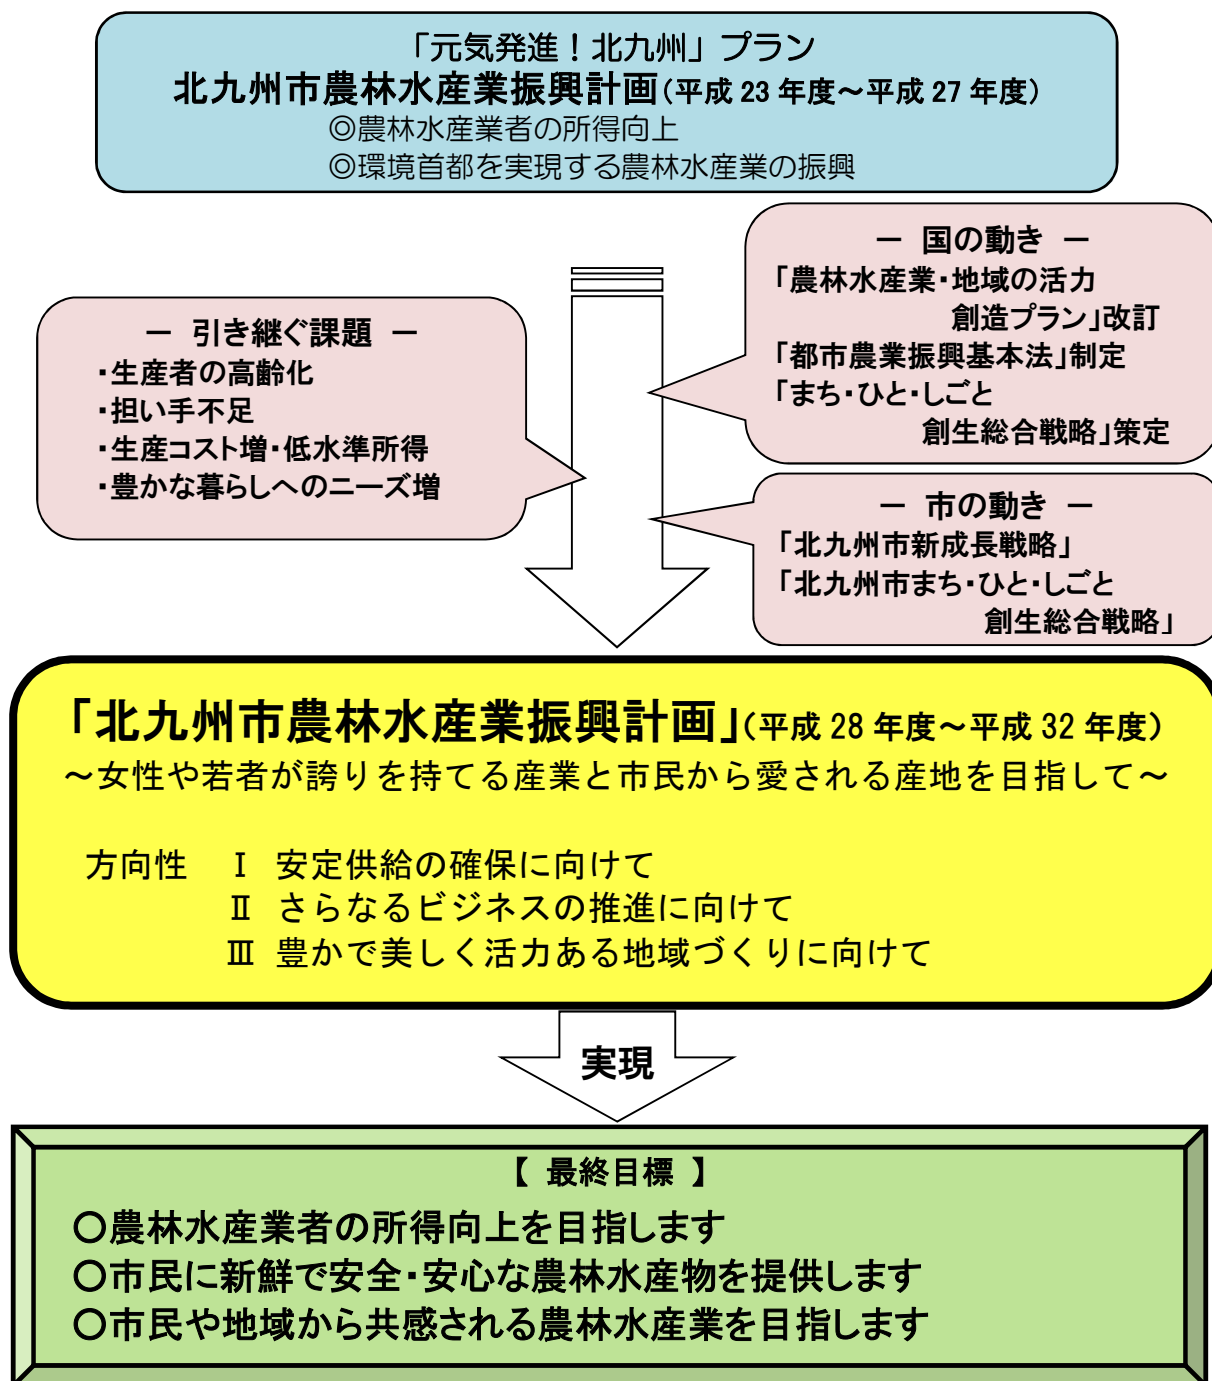 「元気発進！北九州」プラン
北九州市農林水産業振興計画（平成 23 年度～平成 27 年度）
◎農林水産業者の所得向上
◎環境首都を実現する農林水産業の振興
－ 国の動き －
「農林水産業・地域の活力
創造プラン」改訂
「都市農業振興基本法」制定
「まち・ひと・しごと
創生総合戦略」策定
－ 引き継ぐ課題 －
・生産者の高齢化
・担い手不足
・生産コスト増・低水準所得
・豊かな暮らしへのニーズ増
－ 市の動き －
「北九州市新成長戦略」
「北九州市まち・ひと・しごと
創生総合戦略」
「北九州市農林水産業振興計画」（平成 28 年度～平成 32 年度）
～女性や若者が誇りを持てる産業と市民から愛される産地を目指して～
方向性 Ⅰ 安定供給の確保に向けて
Ⅱ さらなるビジネスの推進に向けて
Ⅲ 豊かで美しく活力ある地域づくりに向けて
実現
【 最終目標 】
○農林水産業者の所得向上を目指します
○市民に新鮮で安全・安心な農林水産物を提供します
○市民や地域から共感される農林水産業を目指します